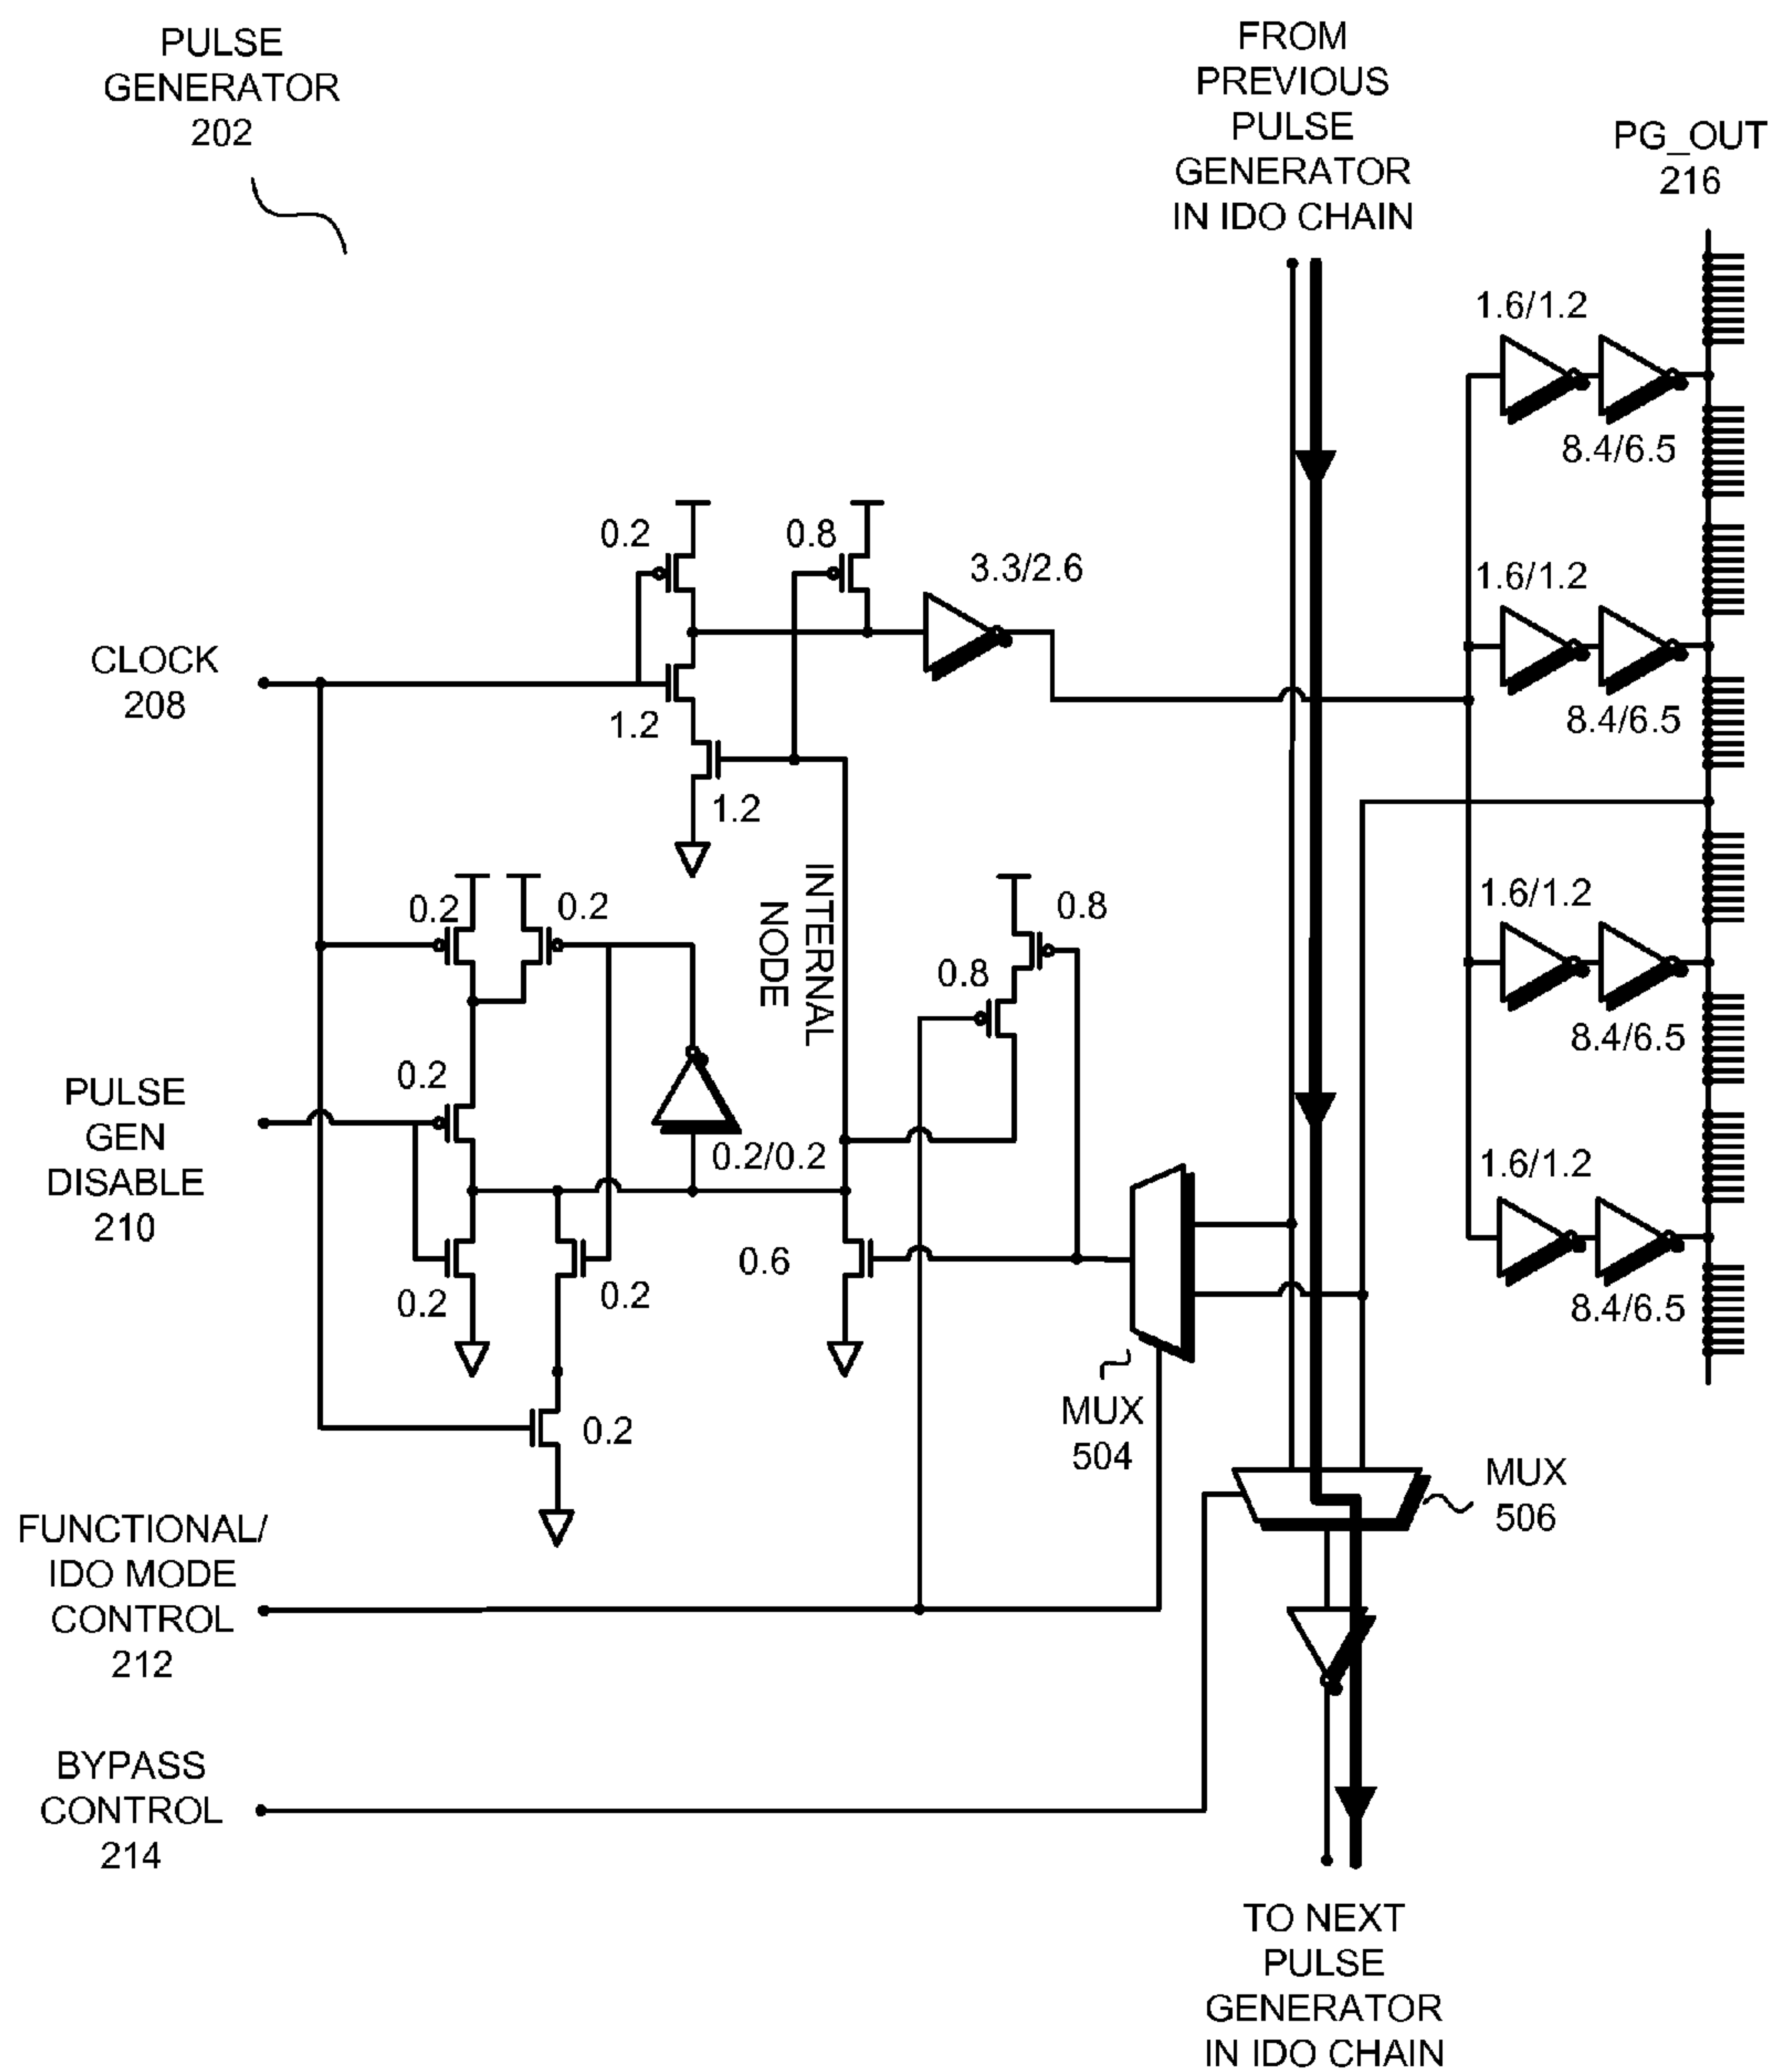 PULSE
GENERATOR
202
FROM
PREVIOUS
PULSE
GENERATOR
IN IDO CHAIN
PG_OUT
216
1.6/1.2
8.4/6.5
0.2
0.8
3.3/2.6
1.6/1.2
8.4/6.5
CLOCK
208
1.2
1.2
INTERNAL
NODE
0.2
0.2
0.8
0.8
1.6/1.2
8.4/6.5
PULSE
GEN
DISABLE
210
0.2
0.2/0.2
0.2
0.2
0.6
1.6/1.2
8.4/6.5
0.2
MUX
504
MUX
506
FUNCTIONAL/
IDO MODE
CONTROL
212
BYPASS
CONTROL
214
TO NEXT
PULSE
GENERATOR
IN IDO CHAIN